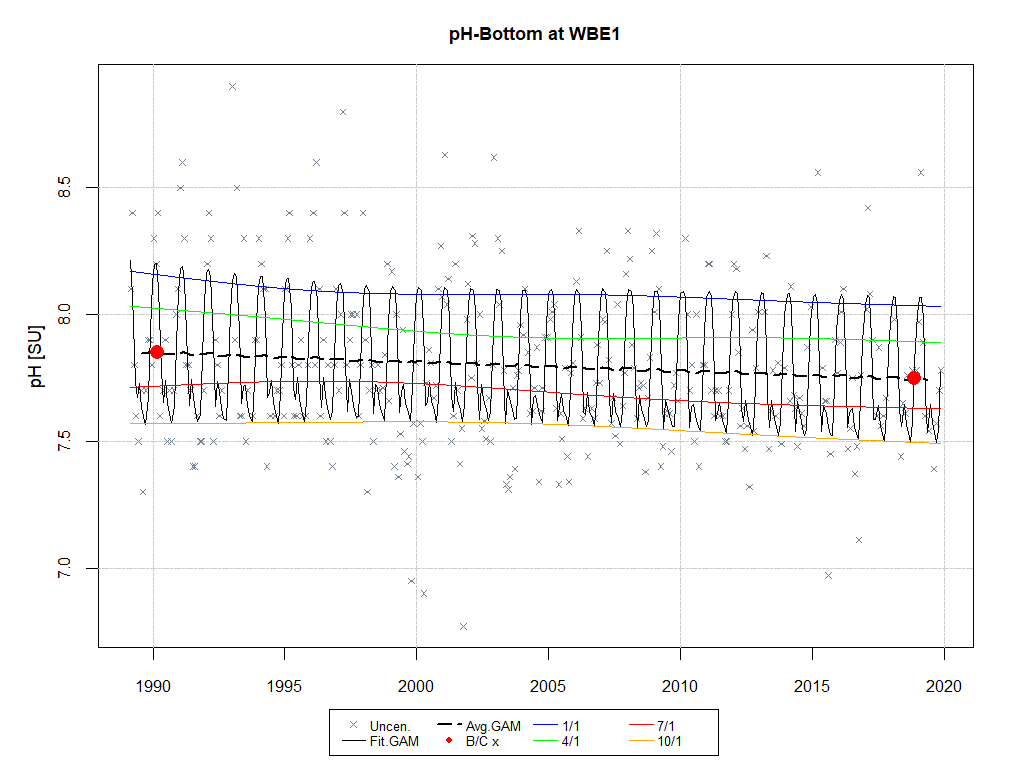 pH-Bottom at WBE1
pH [SU]
8.5
8.0
7.5
7.0
1990 1995 2000 2005 2010 2015 2020
Uncen. Avg.GAM 1/1 7/1
Fit.GAM B/C x 4/1 10/1